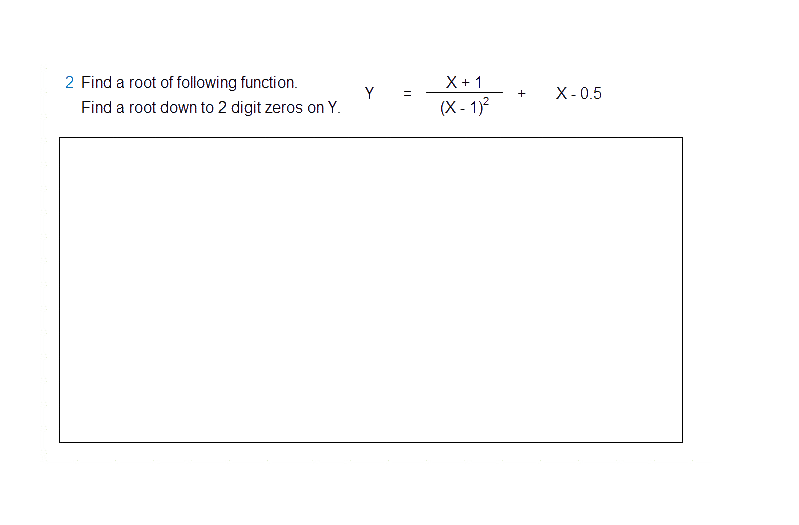 2 Find a root of following function.
Find a root down to 2 digit zeros on Y.
Y = X + 1 / (X - 1)² + X - 0.5